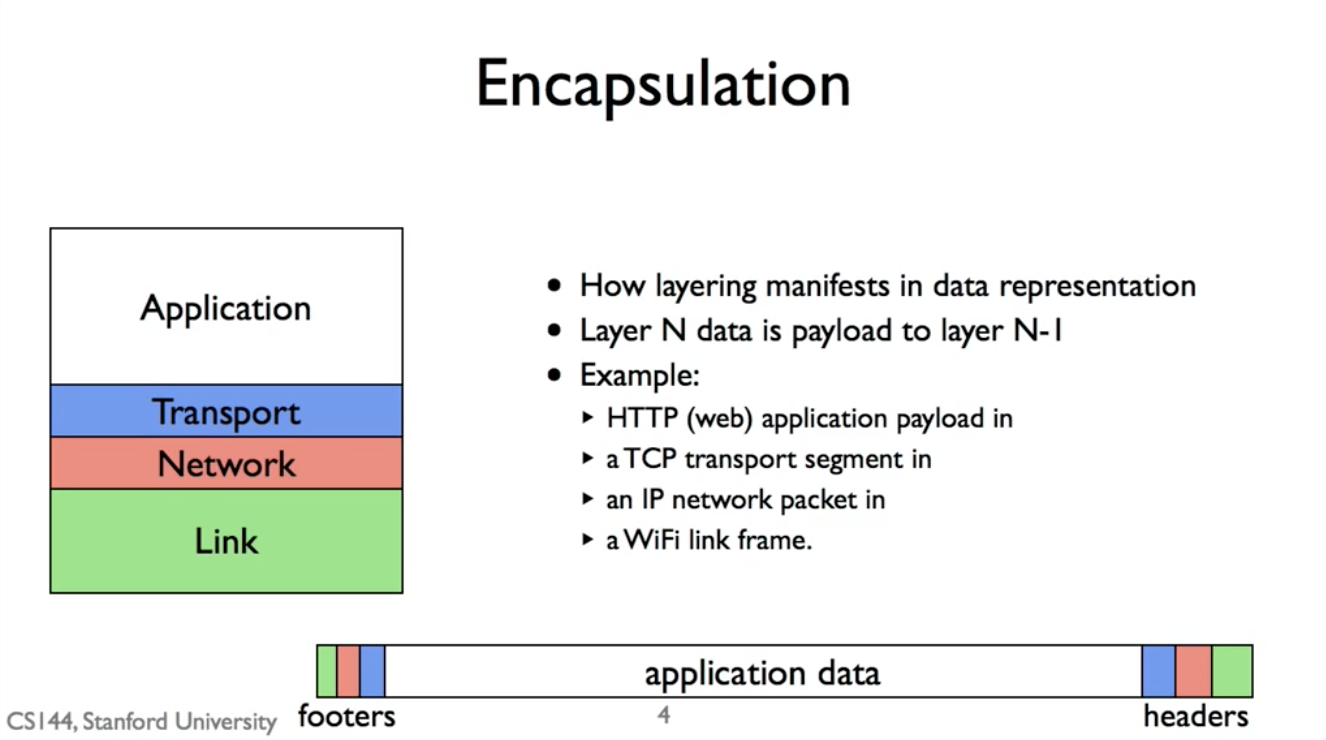 Encapsulation
Application
Transport
Network
Link
• How layering manifests in data representation
• Layer N data is payload to layer N-1
• Example:
‣ HTTP (web) application payload in
‣ a TCP transport segment in
‣ an IP network packet in
‣ a WiFi link frame.
application data
footers
headers
CS144, Stanford University
4